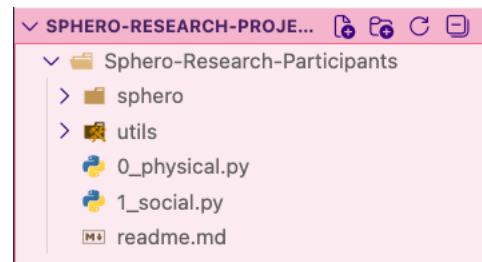 SPHERO-RESEARCH-PROJE...
Sphero-Research-Participants
sphero
utils
0_physical.py
1_social.py
readme.md